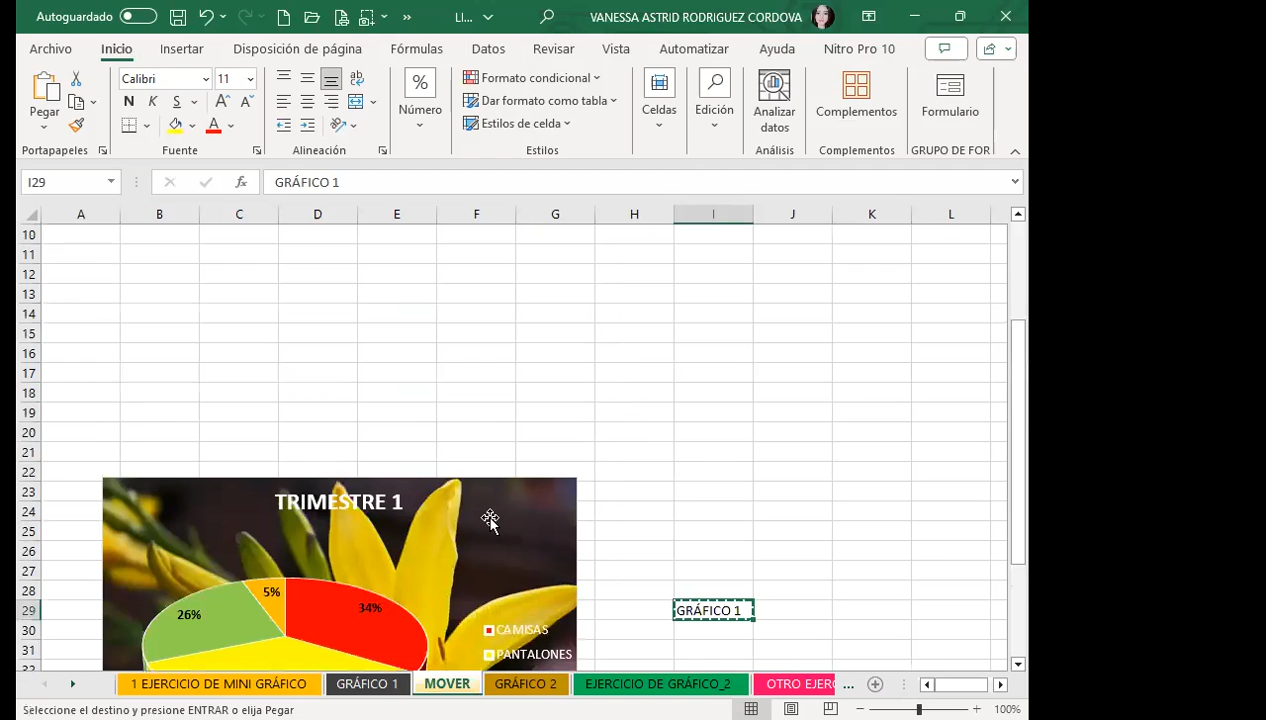 Autoguardado LI... VANESSA ASTRID RODRIGUEZ CORDOVA
Archivo Inicio Insertar Disposición de página Fórmulas Datos Revisar Vista Automatizar Ayuda Nitro Pro 10
Pegar
Portapapeles
Calibri 11
N K S
Fuente
Alineación
Número
Formato condicional
Dar formato como tabla
Estilos de celda
Estilos
Celdas
Edición
Analizar datos
Análisis
Complementos
Complementos
Formulario
GRUPO DE FOR
I29 fx GRÁFICO 1
A B C D E F G H I J K L
10
11
12
13
14
15
16
17
18
19
20
21
22
23
24
25
26
27
28
29
30
31
32
TRIMESTRE 1
5%
34%
26%
CAMISAS
PANTALONES
GRÁFICO 1
1 EJERCICIO DE MINI GRÁFICO GRÁFICO 1 MOVER GRÁFICO 2 EJERCICIO DE GRÁFICO_2 OTRO EJERC ...
Seleccione el destino y presione ENTRAR o elija Pegar 100%